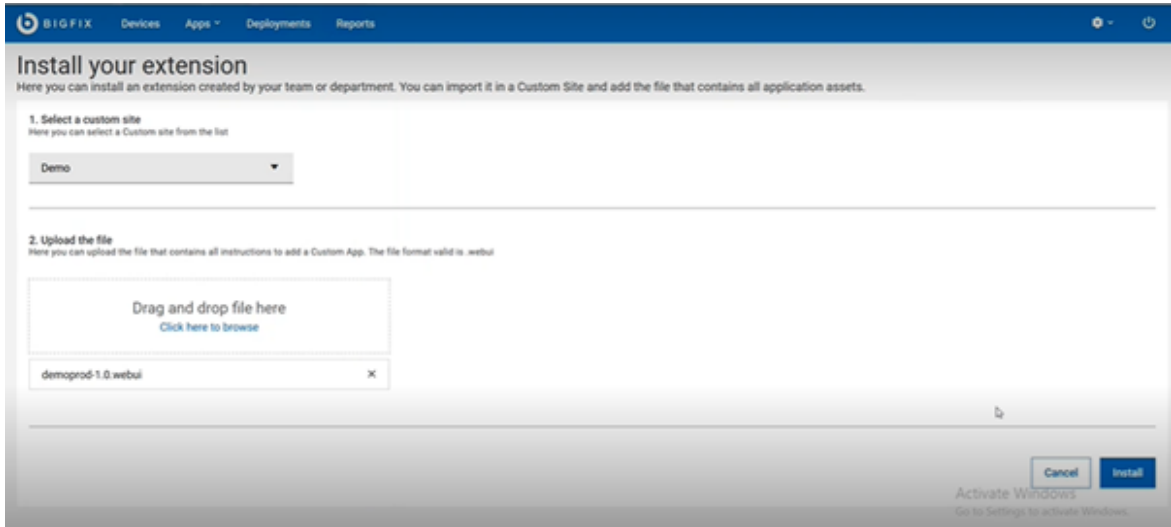 BIGFIX Devices Apps Deployments Reports
Install your extension
Here you can install an extension created by your team or department. You can import it in a Custom Site and add the file that contains all application assets.
1. Select a custom site
Here you can select a Custom site from the list
Demo
2. Upload the file
Here you can upload the file that contains all instructions to add a Custom App. The file format valid is .webui
Drag and drop file here
Click here to browse
demoprod-1.0.webui
Cancel Install
Activate Windows
Go to Settings to activate Windows.